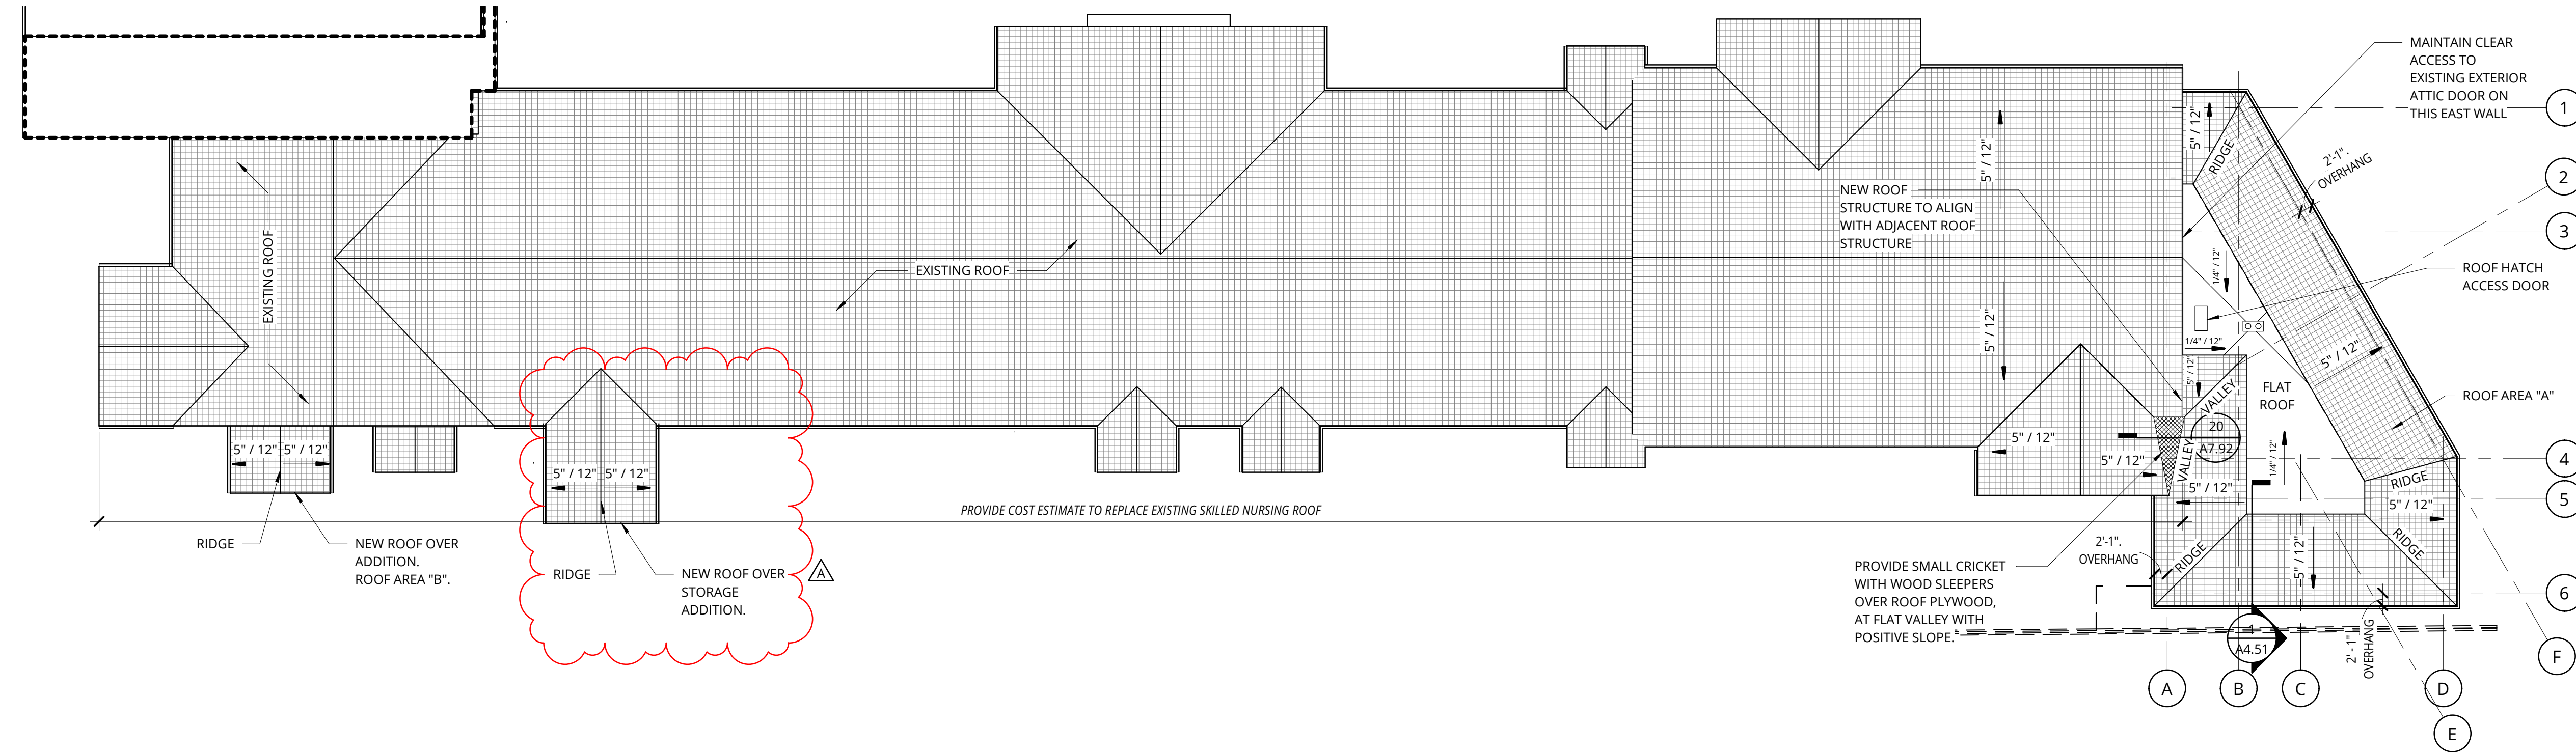 MAINTAIN CLEAR
ACCESS TO
EXISTING EXTERIOR
ATTIC DOOR ON
THIS EAST WALL
1
2
3
4
5
6
5" / 12"
RIDGE
2'-1".
OVERHANG
NEW ROOF
STRUCTURE TO ALIGN
WITH ADJACENT ROOF
STRUCTURE
5" / 12"
5" / 12"
EXISTING ROOF
EXISTING ROOF
1/4" / 12"
ROOF HATCH
ACCESS DOOR
1/4" / 12"
5" / 12"
5" / 12"
VALLEY
FLAT
ROOF
ROOF AREA "A"
20
A7.92
VALLEY
5" / 12"
5" / 12"
5" / 12"
1/4" / 12"
RIDGE
5" / 12"
5" / 12" 5" / 12"
5" / 12" 5" / 12"
PROVIDE COST ESTIMATE TO REPLACE EXISTING SKILLED NURSING ROOF
RIDGE
NEW ROOF OVER
ADDITION.
ROOF AREA "B".
RIDGE
NEW ROOF OVER
STORAGE
ADDITION.
A
2'-1".
OVERHANG
RIDGE
5" / 12"
RIDGE
PROVIDE SMALL CRICKET
WITH WOOD SLEEPERS
OVER ROOF PLYWOOD,
AT FLAT VALLEY WITH
POSITIVE SLOPE.
1
A4.51
2' - 1"
OVERHANG
A
B
C
D
E
F